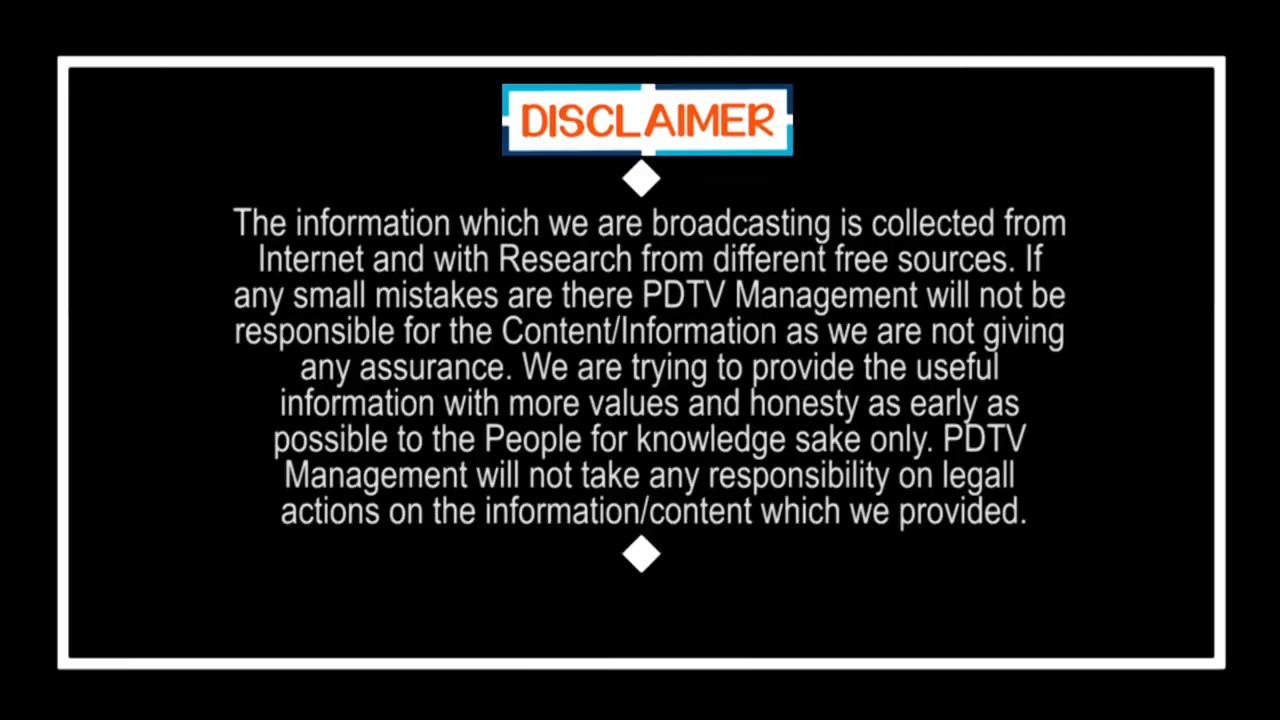 DISCLAIMER
The information which we are broadcasting is collected from
Internet and with Research from different free sources. If
any small mistakes are there PDTV Management will not be
responsible for the Content/Information as we are not giving
any assurance. We are trying to provide the useful
information with more values and honesty as early as
possible to the People for knowledge sake only. PDTV
Management will not take any responsibility on legall
actions on the information/content which we provided.